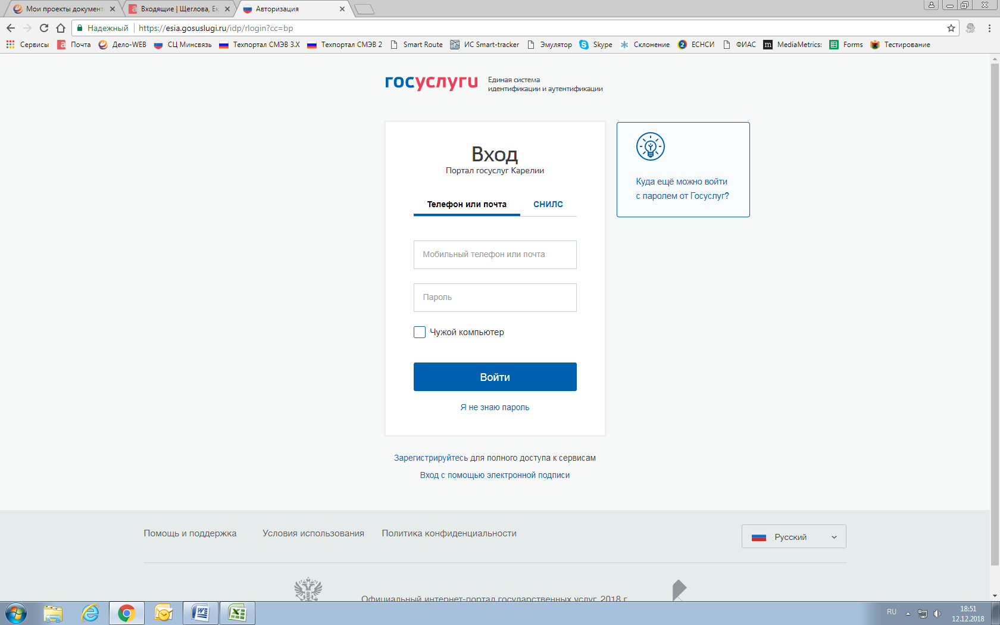 Мои проекты документ
Входящие | Щеглова, Ек
Авторизация
Надежный
https://esia.gosuslugi.ru/idp/rlogin?cc=bp
Сервисы
Почта
Дело-WEB
СЦ Минсвязь
Техпортал СМЭВ 3.X
Техпортал СМЭВ 2
Smart Route
ИС Smart-tracker
Эмулятор
Skype
Склонение
ЕСНСИ
ФИАС
MediaMetrics:
Forms
Тестирование
госуслуги
Единая система
идентификации и аутентификации
Вход
Портал госуслуг Карелии
Телефон или почта
СНИЛС
Мобильный телефон или почта
Пароль
Чужой компьютер
Войти
Я не знаю пароль
Куда ещё можно войти
с паролем от Госуслуг?
Зарегистрируйтесь для полного доступа к сервисам
Вход с помощью электронной подписи
Помощь и поддержка
Условия использования
Политика конфиденциальности
Русский
Официальный интернет-портал государственных услуг, 2018 г.
RU
18:51
12.12.2018